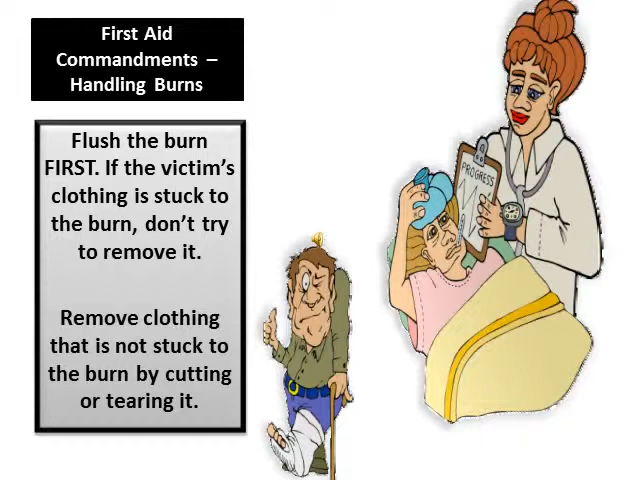 First Aid
Commandments –
Handling Burns
Flush the burn
FIRST. If the victim’s
clothing is stuck to
the burn, don’t try
to remove it.
Remove clothing
that is not stuck to
the burn by cutting
or tearing it.
PROGRESS